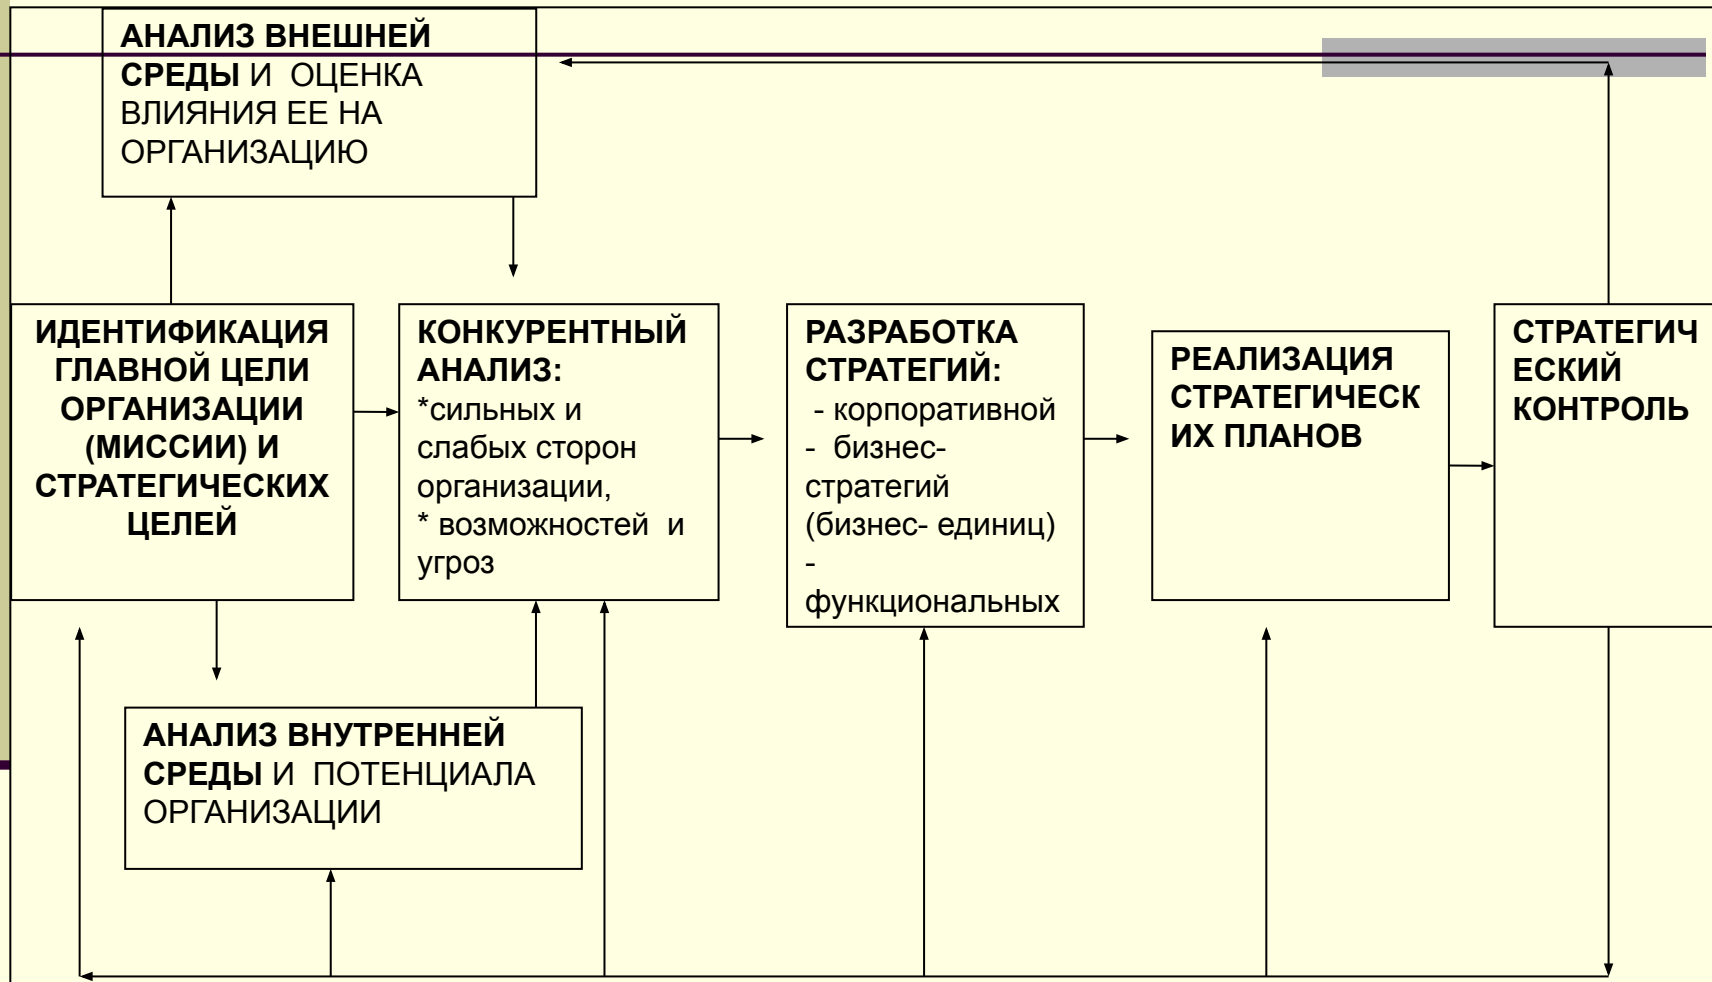 АНАЛИЗ ВНЕШНЕЙ
СРЕДЫ И ОЦЕНКА
ВЛИЯНИЯ ЕЕ НА
ОРГАНИЗАЦИЮ
ИДЕНТИФИКАЦИЯ
ГЛАВНОЙ ЦЕЛИ
ОРГАНИЗАЦИИ
(МИССИИ) И
СТРАТЕГИЧЕСКИХ
ЦЕЛЕЙ
КОНКУРЕНТНЫЙ
АНАЛИЗ:
*сильных и
слабых сторон
организации,
* возможностей и
угроз
РАЗРАБОТКА
СТРАТЕГИЙ:
- корпоративной
- бизнес-
стратегий
(бизнес- единиц)
-
функциональных
РЕАЛИЗАЦИЯ
СТРАТЕГИЧЕСК
ИХ ПЛАНОВ
СТРАТЕГИЧ
ЕСКИЙ
КОНТРОЛЬ
АНАЛИЗ ВНУТРЕННЕЙ
СРЕДЫ И ПОТЕНЦИАЛА
ОРГАНИЗАЦИИ